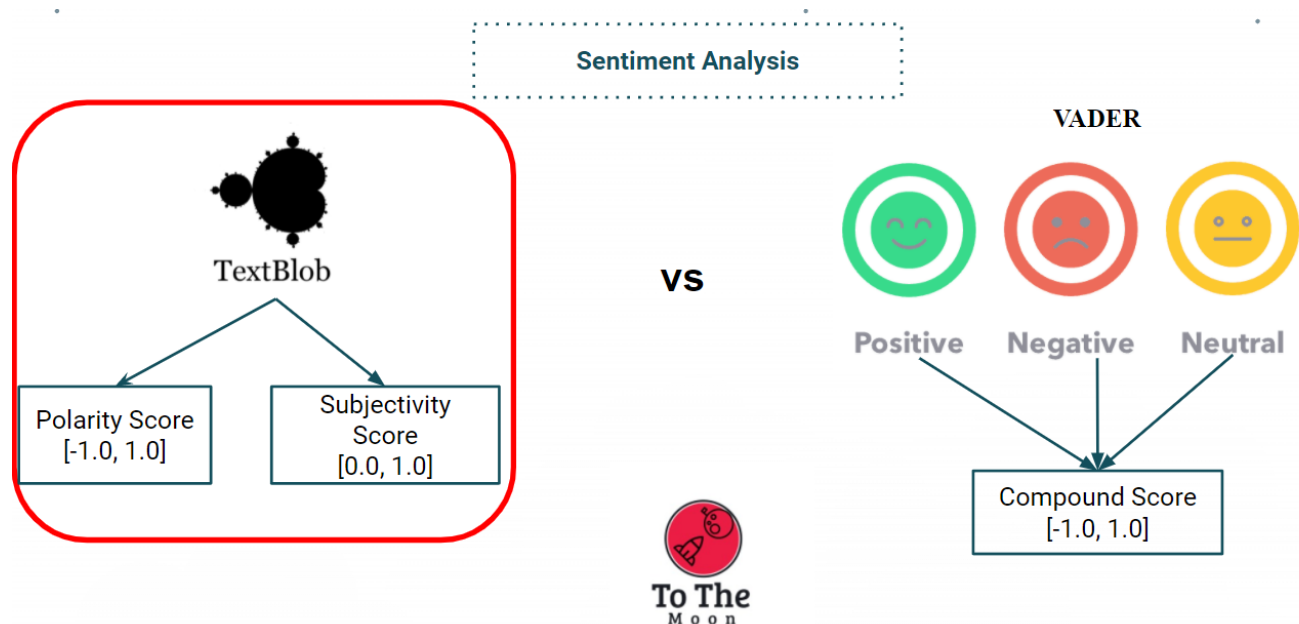 Sentiment Analysis
TextBlob
Polarity Score
[-1.0, 1.0]
Subjectivity
Score
[0.0, 1.0]
vs
VADER
Positive
Negative
Neutral
Compound Score
[-1.0, 1.0]
To The
Moon